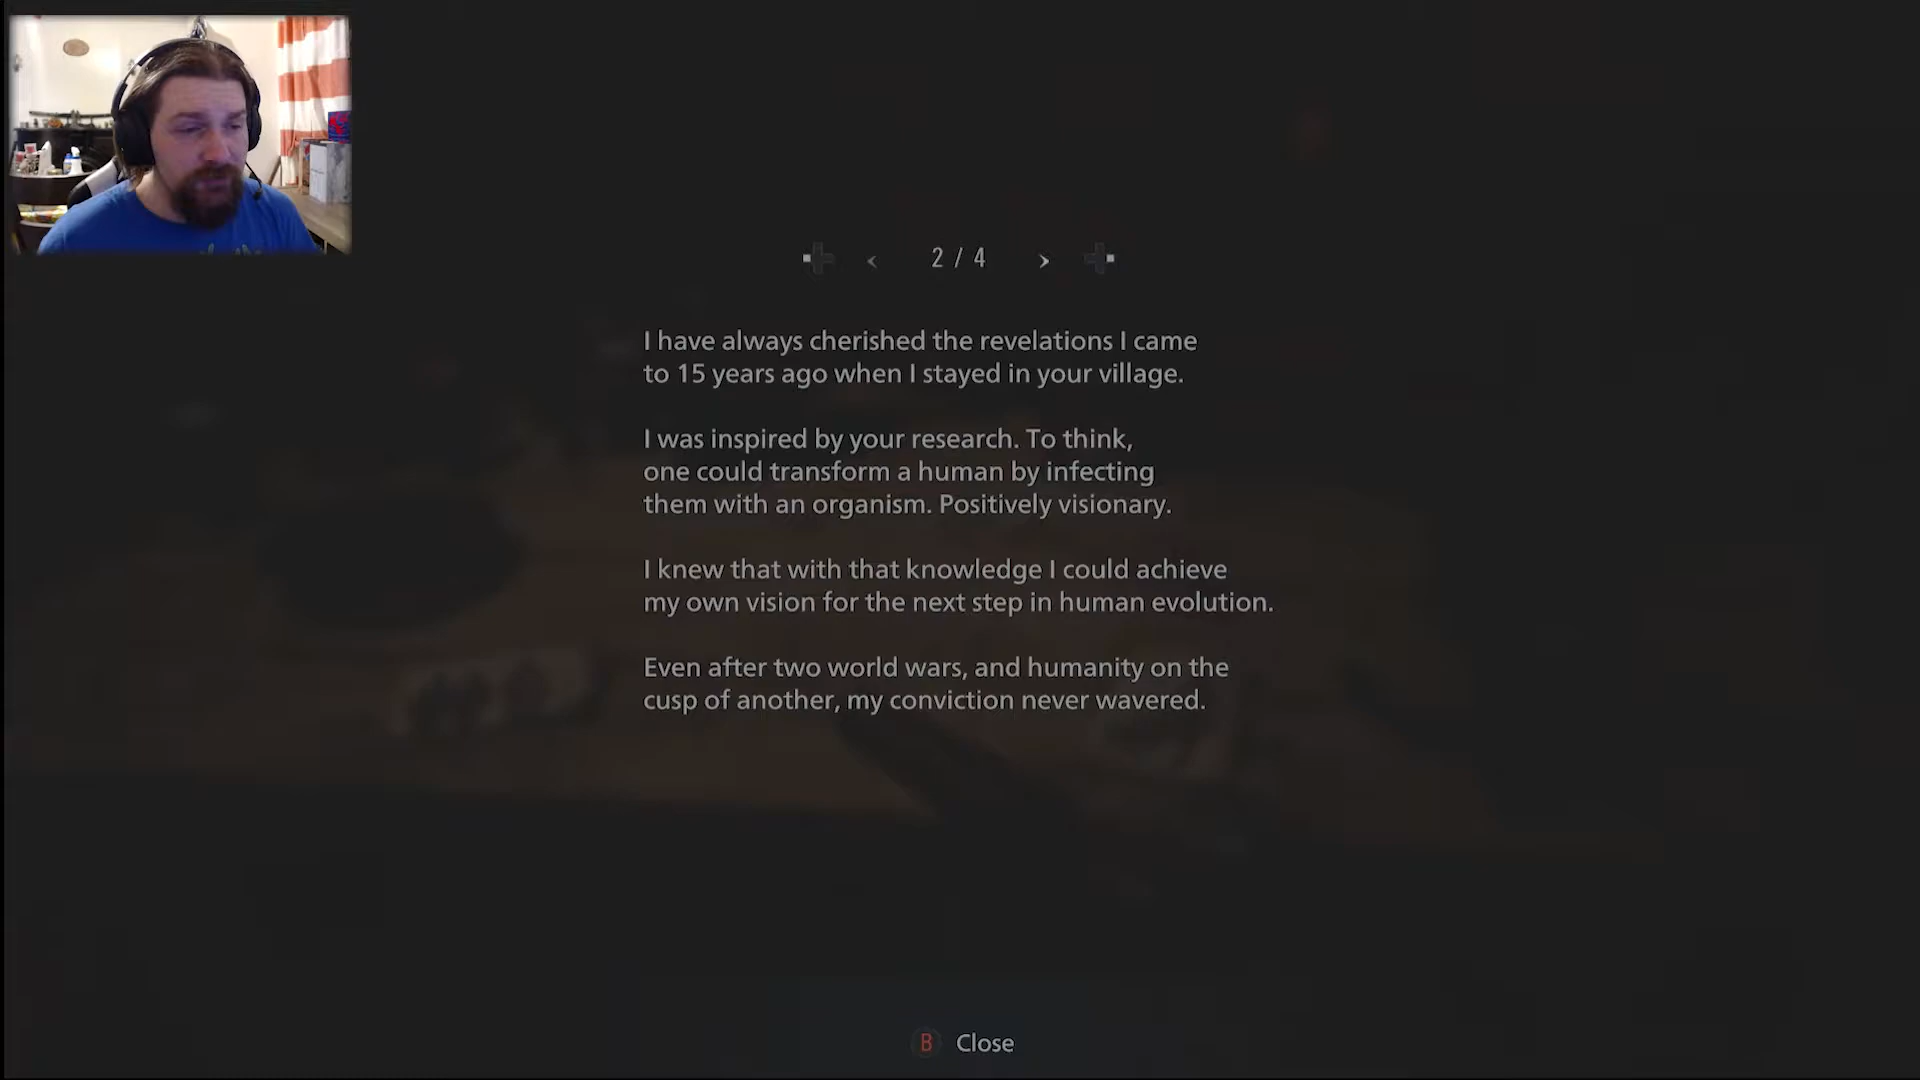 < 2 / 4 >
I have always cherished the revelations I came
to 15 years ago when I stayed in your village.
I was inspired by your research. To think,
one could transform a human by infecting
them with an organism. Positively visionary.
I knew that with that knowledge I could achieve
my own vision for the next step in human evolution.
Even after two world wars, and humanity on the
cusp of another, my conviction never wavered.
B Close